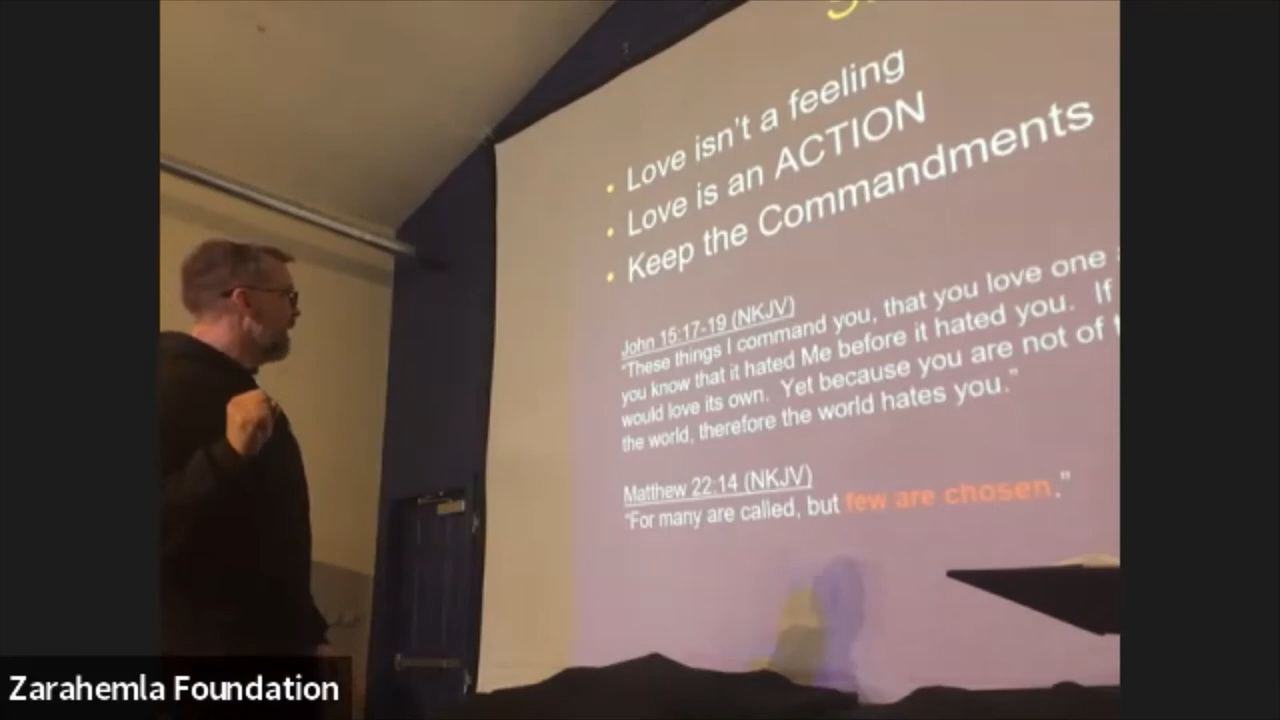 • Love isn't a feeling
• Love is an ACTION
• Keep the Commandments
John 15:17-19 (NKJV)
“These things I command you, that you love one
you know that it hated Me before it hated you. If
would love its own. Yet because you are not of
the world, therefore the world hates you.”
Matthew 22:14 (NKJV)
“For many are called, but few are chosen.”
Zarahemla Foundation